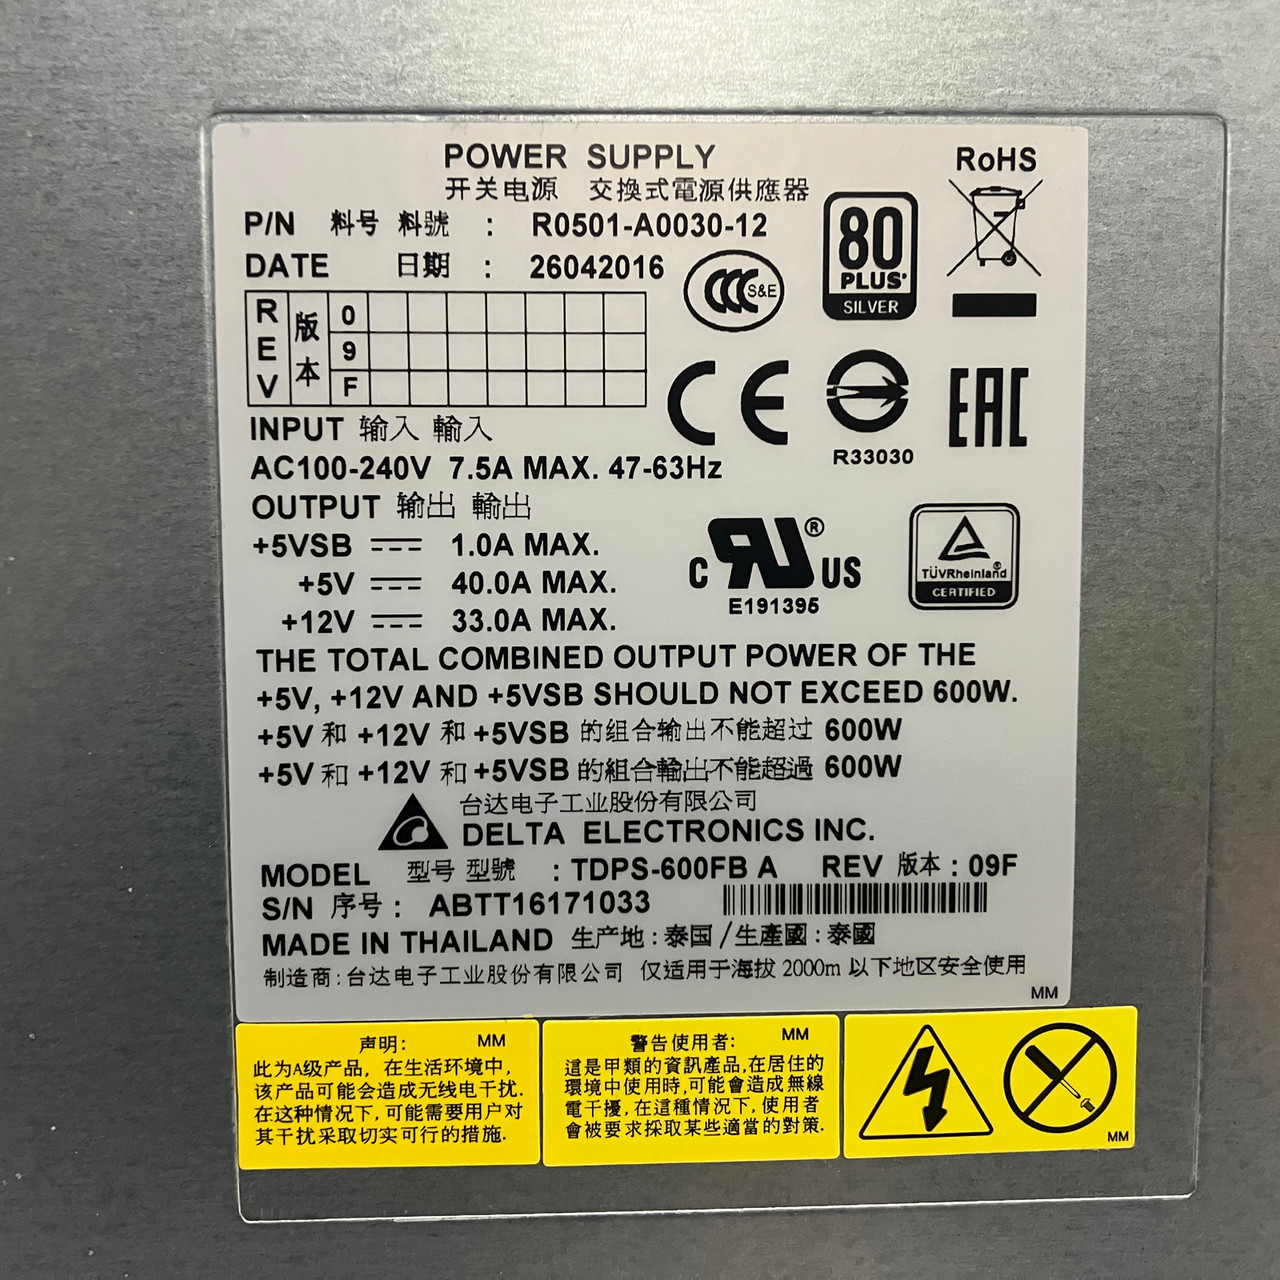 POWER SUPPLY
开关电源 交換式電源供應器
P/N 料号 料號 : R0501-A0030-12
DATE 日期 : 26042016
REV 版本 0 9 F
S&E
80
PLUS
SILVER
RoHS
CE
R33030
EAC
INPUT 输入 輸入
AC100-240V 7.5A MAX. 47-63Hz
OUTPUT 输出 輸出
+5VSB ⎓ 1.0A MAX.
+5V ⎓ 40.0A MAX.
+12V ⎓ 33.0A MAX.
C RU ® US
E191395
TÜVRheinland®
CERTIFIED
THE TOTAL COMBINED OUTPUT POWER OF THE
+5V, +12V AND +5VSB SHOULD NOT EXCEED 600W.
+5V 和 +12V 和 +5VSB 的组合输出不能超过 600W
+5V 和 +12V 和 +5VSB 的組合輸出不能超過 600W
台达电子工业股份有限公司
DELTA ELECTRONICS INC.
MODEL 型号 型號 : TDPS-600FB A REV 版本 : 09F
S/N 序号 : ABTT16171033
MADE IN THAILAND 生产地 : 泰国 / 生產國 : 泰國
制造商 : 台达电子工业股份有限公司 仅适用于海拔 2000m 以下地区安全使用
MM
声明: MM
此为A级产品, 在生活环境中,
该产品可能会造成无线电干扰.
在这种情况下, 可能需要用户对
其干扰采取切实可行的措施.
警告使用者: MM
這是甲類的資訊產品, 在居住的
環境中使用時, 可能會造成無線
電干擾, 在這種情況下, 使用者
會被要求採取某些適當的對策.
MM